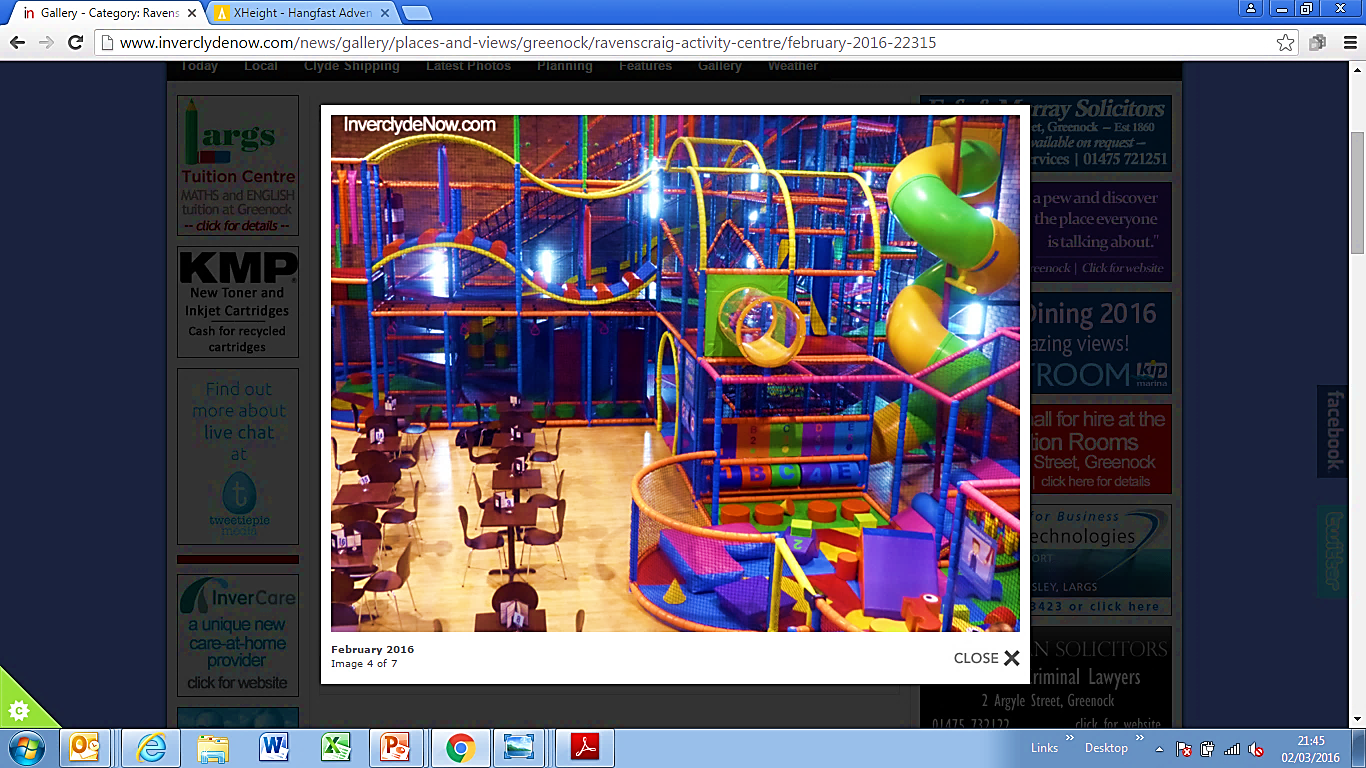 Gallery - Category: Ravens
XHeight - Hangfast Adven
www.inverclydenow.com/news/gallery/places-and-views/greenock/ravenscraig-activity-centre/february-2016-22315
Today Local Clyde Shipping Latest Photos Planning Features Gallery Weather
Largs
Tuition Centre
MATHS and ENGLISH
tuition at Greenock
-- click for details --
KMP
New Toner and
Inkjet Cartridges
Cash for recycled
cartridges
Find out
more about
live chat
at
t
tweetiepie
media
InverCare
a unique new
care-at-home
provider
click for website
InverclydeNow.com
February 2016
Image 4 of 7
CLOSE
Murray Solicitors
et, Greenock – Est 1860
vailable on request --
ervices | 01475 721251
a pew and discover
the place everyone
is talking about."
eenock | Click for website
Dining 2016
azing views!
TROOM kip
marina
hall for hire at the
tion Rooms
Street, Greenock
click here for details
for Business
echnologies
PORT
SLEY, LARGS
3423 or click here
N SOLICITORS
riminal Lawyers
2 Argyle Street, Greenock
01475 732122 click for website
facebook
twitter
Links
Desktop
21:45
02/03/2016